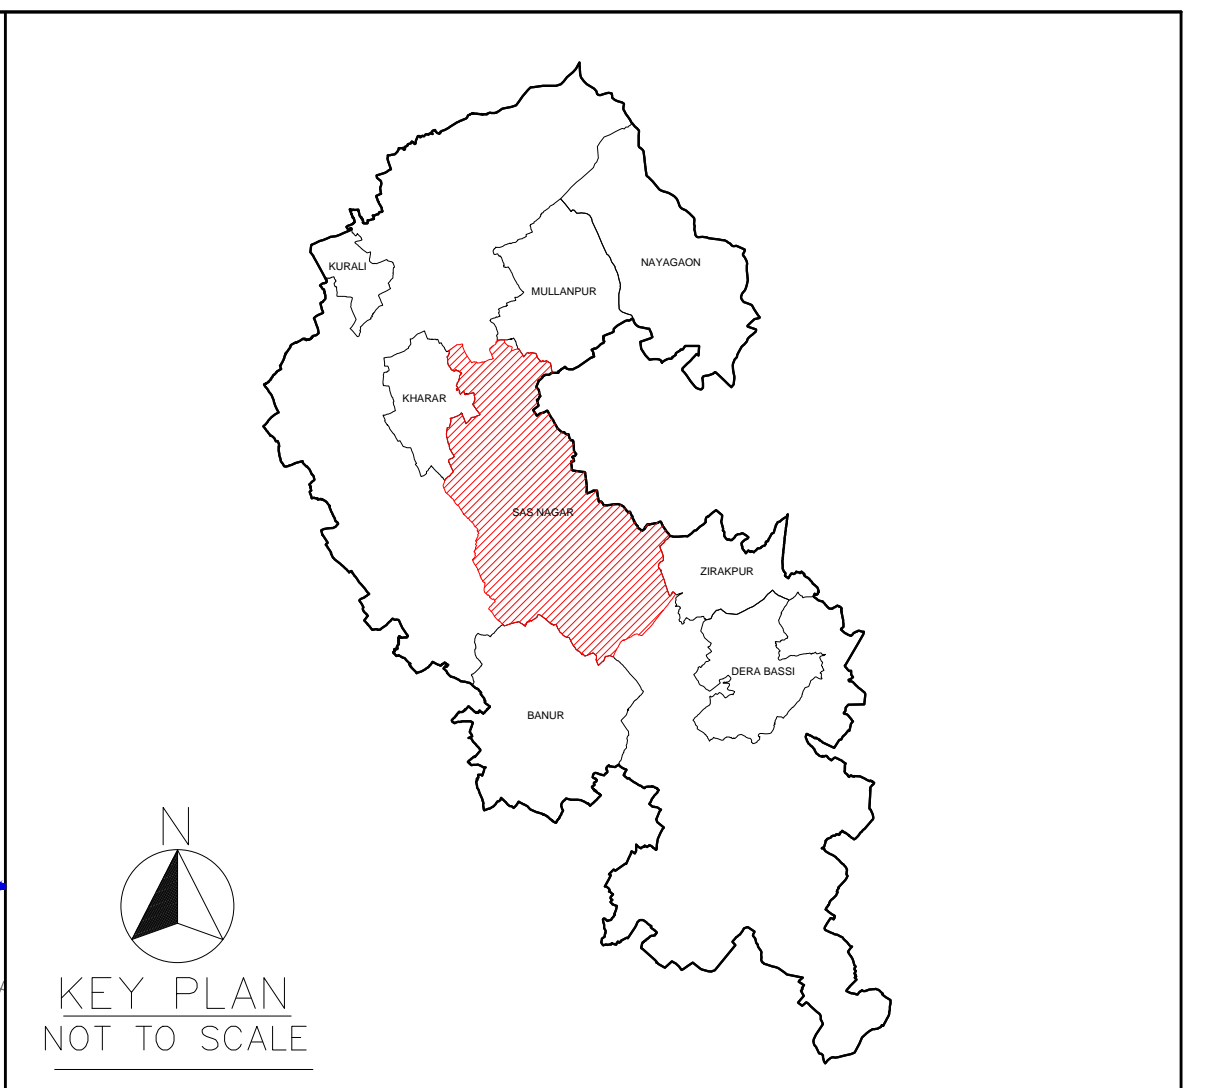 KURALI
NAYAGAON
MULLANPUR
KHARAR
SAS NAGAR
ZIRAKPUR
DERA BASSI
BANUR
N
KEY PLAN
NOT TO SCALE